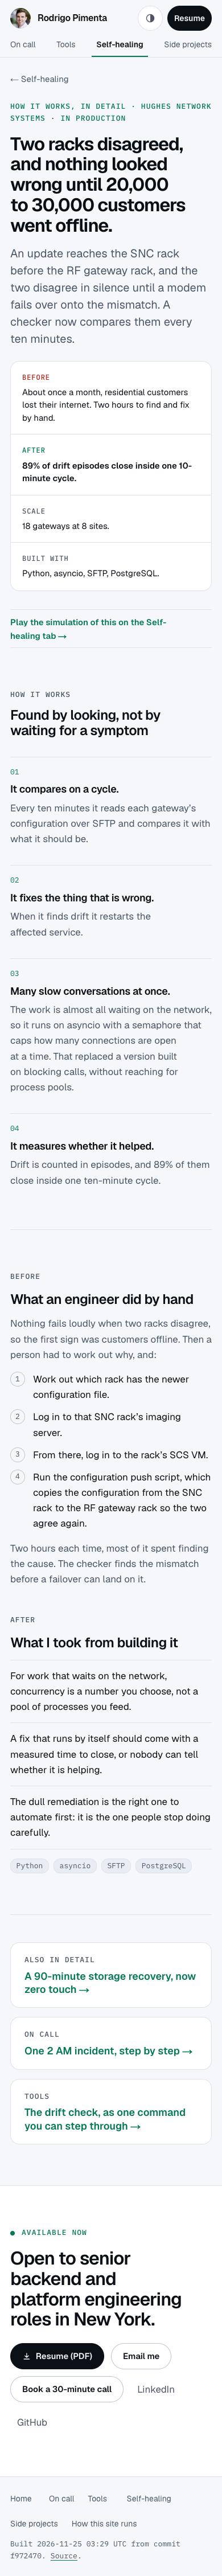 Rodrigo Pimenta
Resume
On call Tools Self-healing Side projects
← Self-healing
HOW IT WORKS, IN DETAIL · HUGHES NETWORK
SYSTEMS · IN PRODUCTION
Two racks disagreed,
and nothing looked
wrong until 20,000
to 30,000 customers
went offline.
An update reaches the SNC rack
before the RF gateway rack, and the
two disagree in silence until a modem
fails over onto the mismatch. A
checker now compares them every
ten minutes.
BEFORE
About once a month, residential customers
lost their internet. Two hours to find and fix
by hand.
AFTER
89% of drift episodes close inside one 10-
minute cycle.
SCALE
18 gateways at 8 sites.
BUILT WITH
Python, asyncio, SFTP, PostgreSQL.
Play the simulation of this on the Self-
healing tab →
HOW IT WORKS
Found by looking, not by
waiting for a symptom
01
It compares on a cycle.
Every ten minutes it reads each gateway's
configuration over SFTP and compares it with
what it should be.
02
It fixes the thing that is wrong.
When it finds drift it restarts the
affected service.
03
Many slow conversations at once.
The work is almost all waiting on the network,
so it runs on asyncio with a semaphore that
caps how many connections are open
at a time. That replaced a version built
on blocking calls, without reaching for
process pools.
04
It measures whether it helped.
Drift is counted in episodes, and 89% of them
close inside one ten-minute cycle.
BEFORE
What an engineer did by hand
Nothing fails loudly when two racks disagree,
so the first sign was customers offline. Then a
person had to work out why, and:
1 Work out which rack has the newer
configuration file.
2 Log in to that SNC rack's imaging
server.
3 From there, log in to the rack's SCS VM.
4 Run the configuration push script, which
copies the configuration from the SNC
rack to the RF gateway rack so the two
agree again.
Two hours each time, most of it spent finding
the cause. The checker finds the mismatch
before a failover can land on it.
AFTER
What I took from building it
For work that waits on the network,
concurrency is a number you choose, not a
pool of processes you feed.
A fix that runs by itself should come with a
measured time to close, or nobody can tell
whether it is helping.
The dull remediation is the right one to
automate first: it is the one people stop doing
carefully.
Python asyncio SFTP PostgreSQL
ALSO IN DETAIL
A 90-minute storage recovery, now
zero touch →
ON CALL
One 2 AM incident, step by step →
TOOLS
The drift check, as one command
you can step through →
AVAILABLE NOW
Open to senior
backend and
platform engineering
roles in New York.
Resume (PDF) Email me
Book a 30-minute call LinkedIn
GitHub
Home On call Tools Self-healing
Side projects How this site runs
Built 2026-11-25 03:29 UTC from commit
f972470. Source.